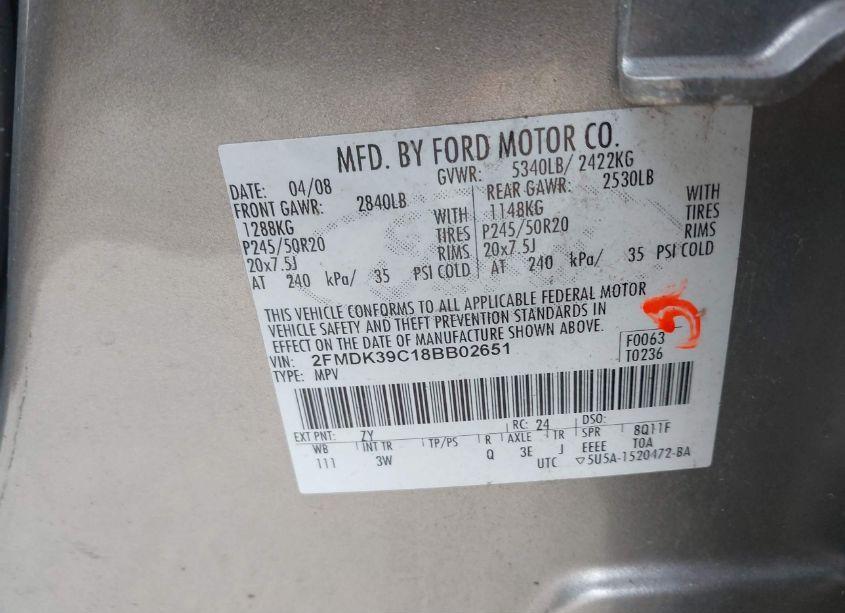 MFD. BY FORD MOTOR CO.
DATE: 04/08 GVWR: 5340LB/ 2422KG
FRONT GAWR: 2840LB REAR GAWR: 2530LB
1288KG WITH 1148KG WITH
P245/50R20 TIRES P245/50R20 TIRES
20x7.5J RIMS 20x7.5J RIMS
AT 240 kPa/ 35 PSI COLD AT 240 kPa/ 35 PSI COLD
THIS VEHICLE CONFORMS TO ALL APPLICABLE FEDERAL MOTOR
VEHICLE SAFETY AND THEFT PREVENTION STANDARDS IN
EFFECT ON THE DATE OF MANUFACTURE SHOWN ABOVE.
VIN: 2FMDK39C18BB02651 F0063
TYPE: MPV T0236
EXT PNT: ZY RC: 24 DSO:
WB INT TR TP/PS R AXLE TR SPR 8Q11F
111 3W Q 3E J EEEE T0A
UTC ▽5U5A-1520472-BA